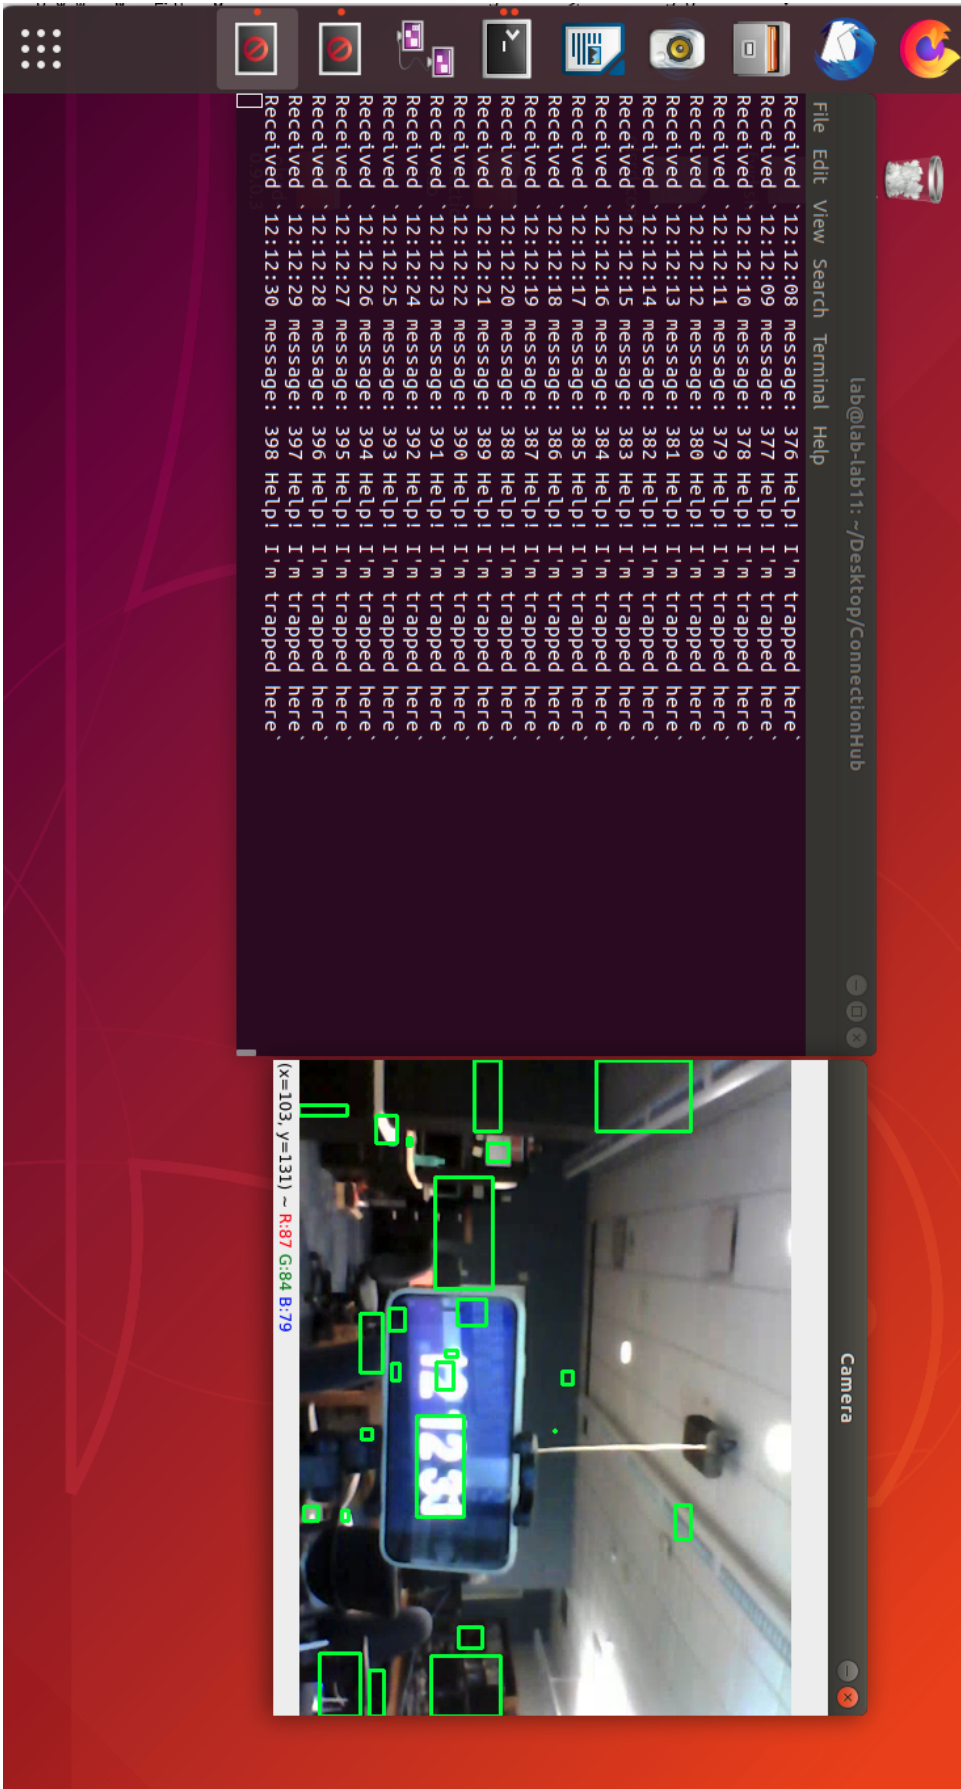 lab@lab-lab11: ~/Desktop/ConnectionHub
File Edit View Search Terminal Help
Received `12:12:08 message: 376 Help! I'm trapped here`
Received `12:12:09 message: 377 Help! I'm trapped here`
Received `12:12:10 message: 378 Help! I'm trapped here`
Received `12:12:11 message: 379 Help! I'm trapped here`
Received `12:12:12 message: 380 Help! I'm trapped here`
Received `12:12:13 message: 381 Help! I'm trapped here`
Received `12:12:14 message: 382 Help! I'm trapped here`
Received `12:12:15 message: 383 Help! I'm trapped here`
Received `12:12:16 message: 384 Help! I'm trapped here`
Received `12:12:17 message: 385 Help! I'm trapped here`
Received `12:12:18 message: 386 Help! I'm trapped here`
Received `12:12:19 message: 387 Help! I'm trapped here`
Received `12:12:20 message: 388 Help! I'm trapped here`
Received `12:12:21 message: 389 Help! I'm trapped here`
Received `12:12:22 message: 390 Help! I'm trapped here`
Received `12:12:23 message: 391 Help! I'm trapped here`
Received `12:12:24 message: 392 Help! I'm trapped here`
Received `12:12:25 message: 393 Help! I'm trapped here`
Received `12:12:26 message: 394 Help! I'm trapped here`
Received `12:12:27 message: 395 Help! I'm trapped here`
Received `12:12:28 message: 396 Help! I'm trapped here`
Received `12:12:29 message: 397 Help! I'm trapped here`
Received `12:12:30 message: 398 Help! I'm trapped here`
Camera
(x=103, y=131) ~ R:87 G:84 B:79